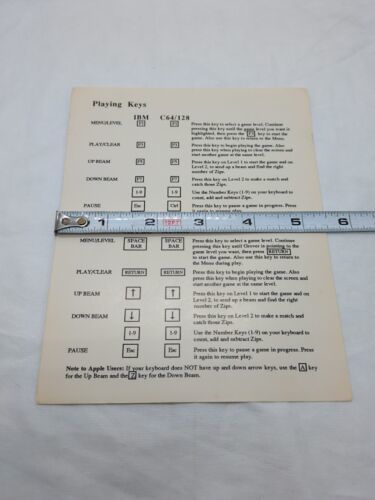 Playing Keys
IBM C64/128
MENU/LEVEL F1 F1 Press this key to select a game level. Continue
pressing this key until the game level you want is
highlighted, then press the F3 key to start the
game. Also use this key to return to the Menu.
PLAY/CLEAR F3 F3 Press this key to begin playing the game. Also
press this key when playing to clear the screen and
start another game at the same level.
UP BEAM F5 F5 Press this key on Level 1 to start the game and on
Level 2, to send up a beam and find the right
number of Zips.
DOWN BEAM F7 F7 Press this key on Level 2 to make a match and
catch those Zips.
1-9 1-9 Use the Number Keys (1-9) on your keyboard to
count, add and subtract Zips.
PAUSE Esc Ctrl Press this key to pause a game in progress. Press
1 2 3 4 5 6
MENU/LEVEL SPACE BAR SPACE BAR Press this key to select a game level. Continue
pressing this key until Grover is pointing to the
game level you want, then press RETURN
to start the game. Also use this key to return to
the Menu during play.
PLAY/CLEAR RETURN RETURN Press this key to begin playing the game. Also
press this key when playing to clear the screen and
start another game at same level.
UP BEAM ↑ ↑ Press this key on Level 1 to start the game and on
Level 2, to send up a beam and find the right
number of Zips.
DOWN BEAM ↓ ↓ Press this key on Level 2 to make a match and
catch those Zips.
1-9 1-9 Use the Number Keys (1-9) on your keyboard to
count, add and subtract Zips.
PAUSE Esc Esc Press this key to pause a game in progress. Press
it again to resume play.
Note to Apple Users: If your keyboard does NOT have up and down arrow keys, use the A key
for the Up Beam and the Z key for the Down Beam.